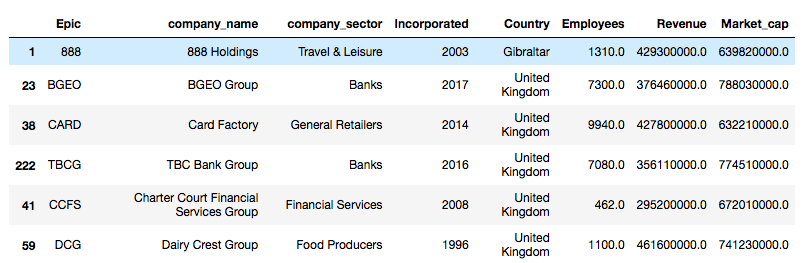 Epic company_name company_sector Incorporated Country Employees Revenue Market_cap
1 888 888 Holdings Travel & Leisure 2003 Gibraltar 1310.0 429300000.0 639820000.0
23 BGEO BGEO Group Banks 2017 United Kingdom 7300.0 376460000.0 788030000.0
38 CARD Card Factory General Retailers 2014 United Kingdom 9940.0 427800000.0 632210000.0
222 TBCG TBC Bank Group Banks 2016 United Kingdom 7080.0 356110000.0 774510000.0
41 CCFS Charter Court Financial Services Group Financial Services 2008 United Kingdom 462.0 295200000.0 672010000.0
59 DCG Dairy Crest Group Food Producers 1996 United Kingdom 1100.0 461600000.0 741230000.0